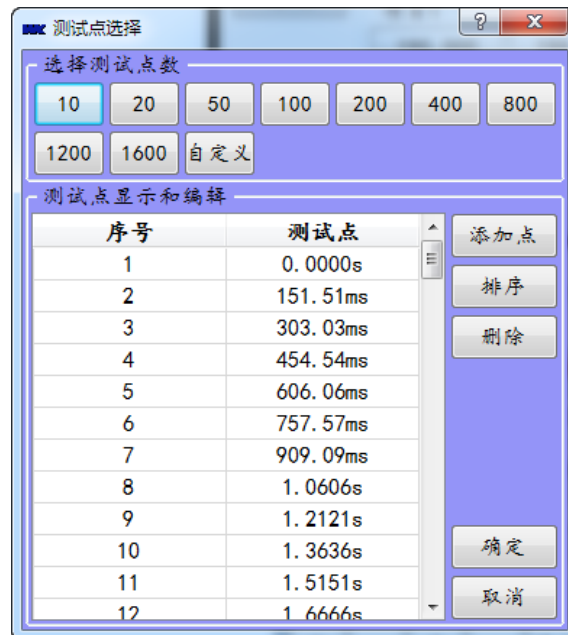 测试点选择
选择测试点数
10 20 50 100 200 400 800
1200 1600 自定义
测试点显示和编辑
序号 测试点 添加点
1 0.0000s
2 151.51ms 排序
3 303.03ms 删除
4 454.54ms
5 606.06ms
6 757.57ms
7 909.09ms
8 1.0606s
9 1.2121s
10 1.3636s 确定
11 1.5151s 取消
12 1.6666s